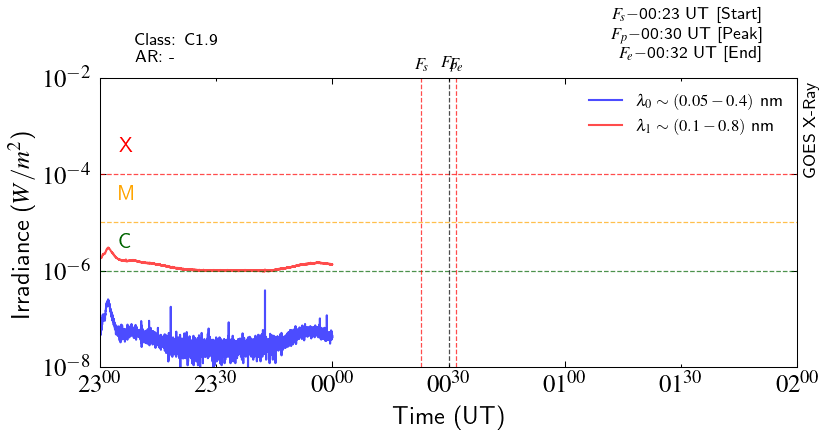 Fs−00:23 UT [Start]
Class: C1.9
Fp−00:30 UT [Peak]
AR: -
Fe−00:32 UT [End]
Fs Fp Fe
10⁻²
λ₀ ∼ (0.05 − 0.4) nm
λ₁ ∼ (0.1 − 0.8) nm
GOES X-Ray
X
10⁻⁴
M
C
10⁻⁶
10⁻⁸
Irradiance (W/m²)
23⁰⁰ 23³⁰ 00⁰⁰ 00³⁰ 01⁰⁰ 01³⁰ 02⁰⁰
Time (UT)